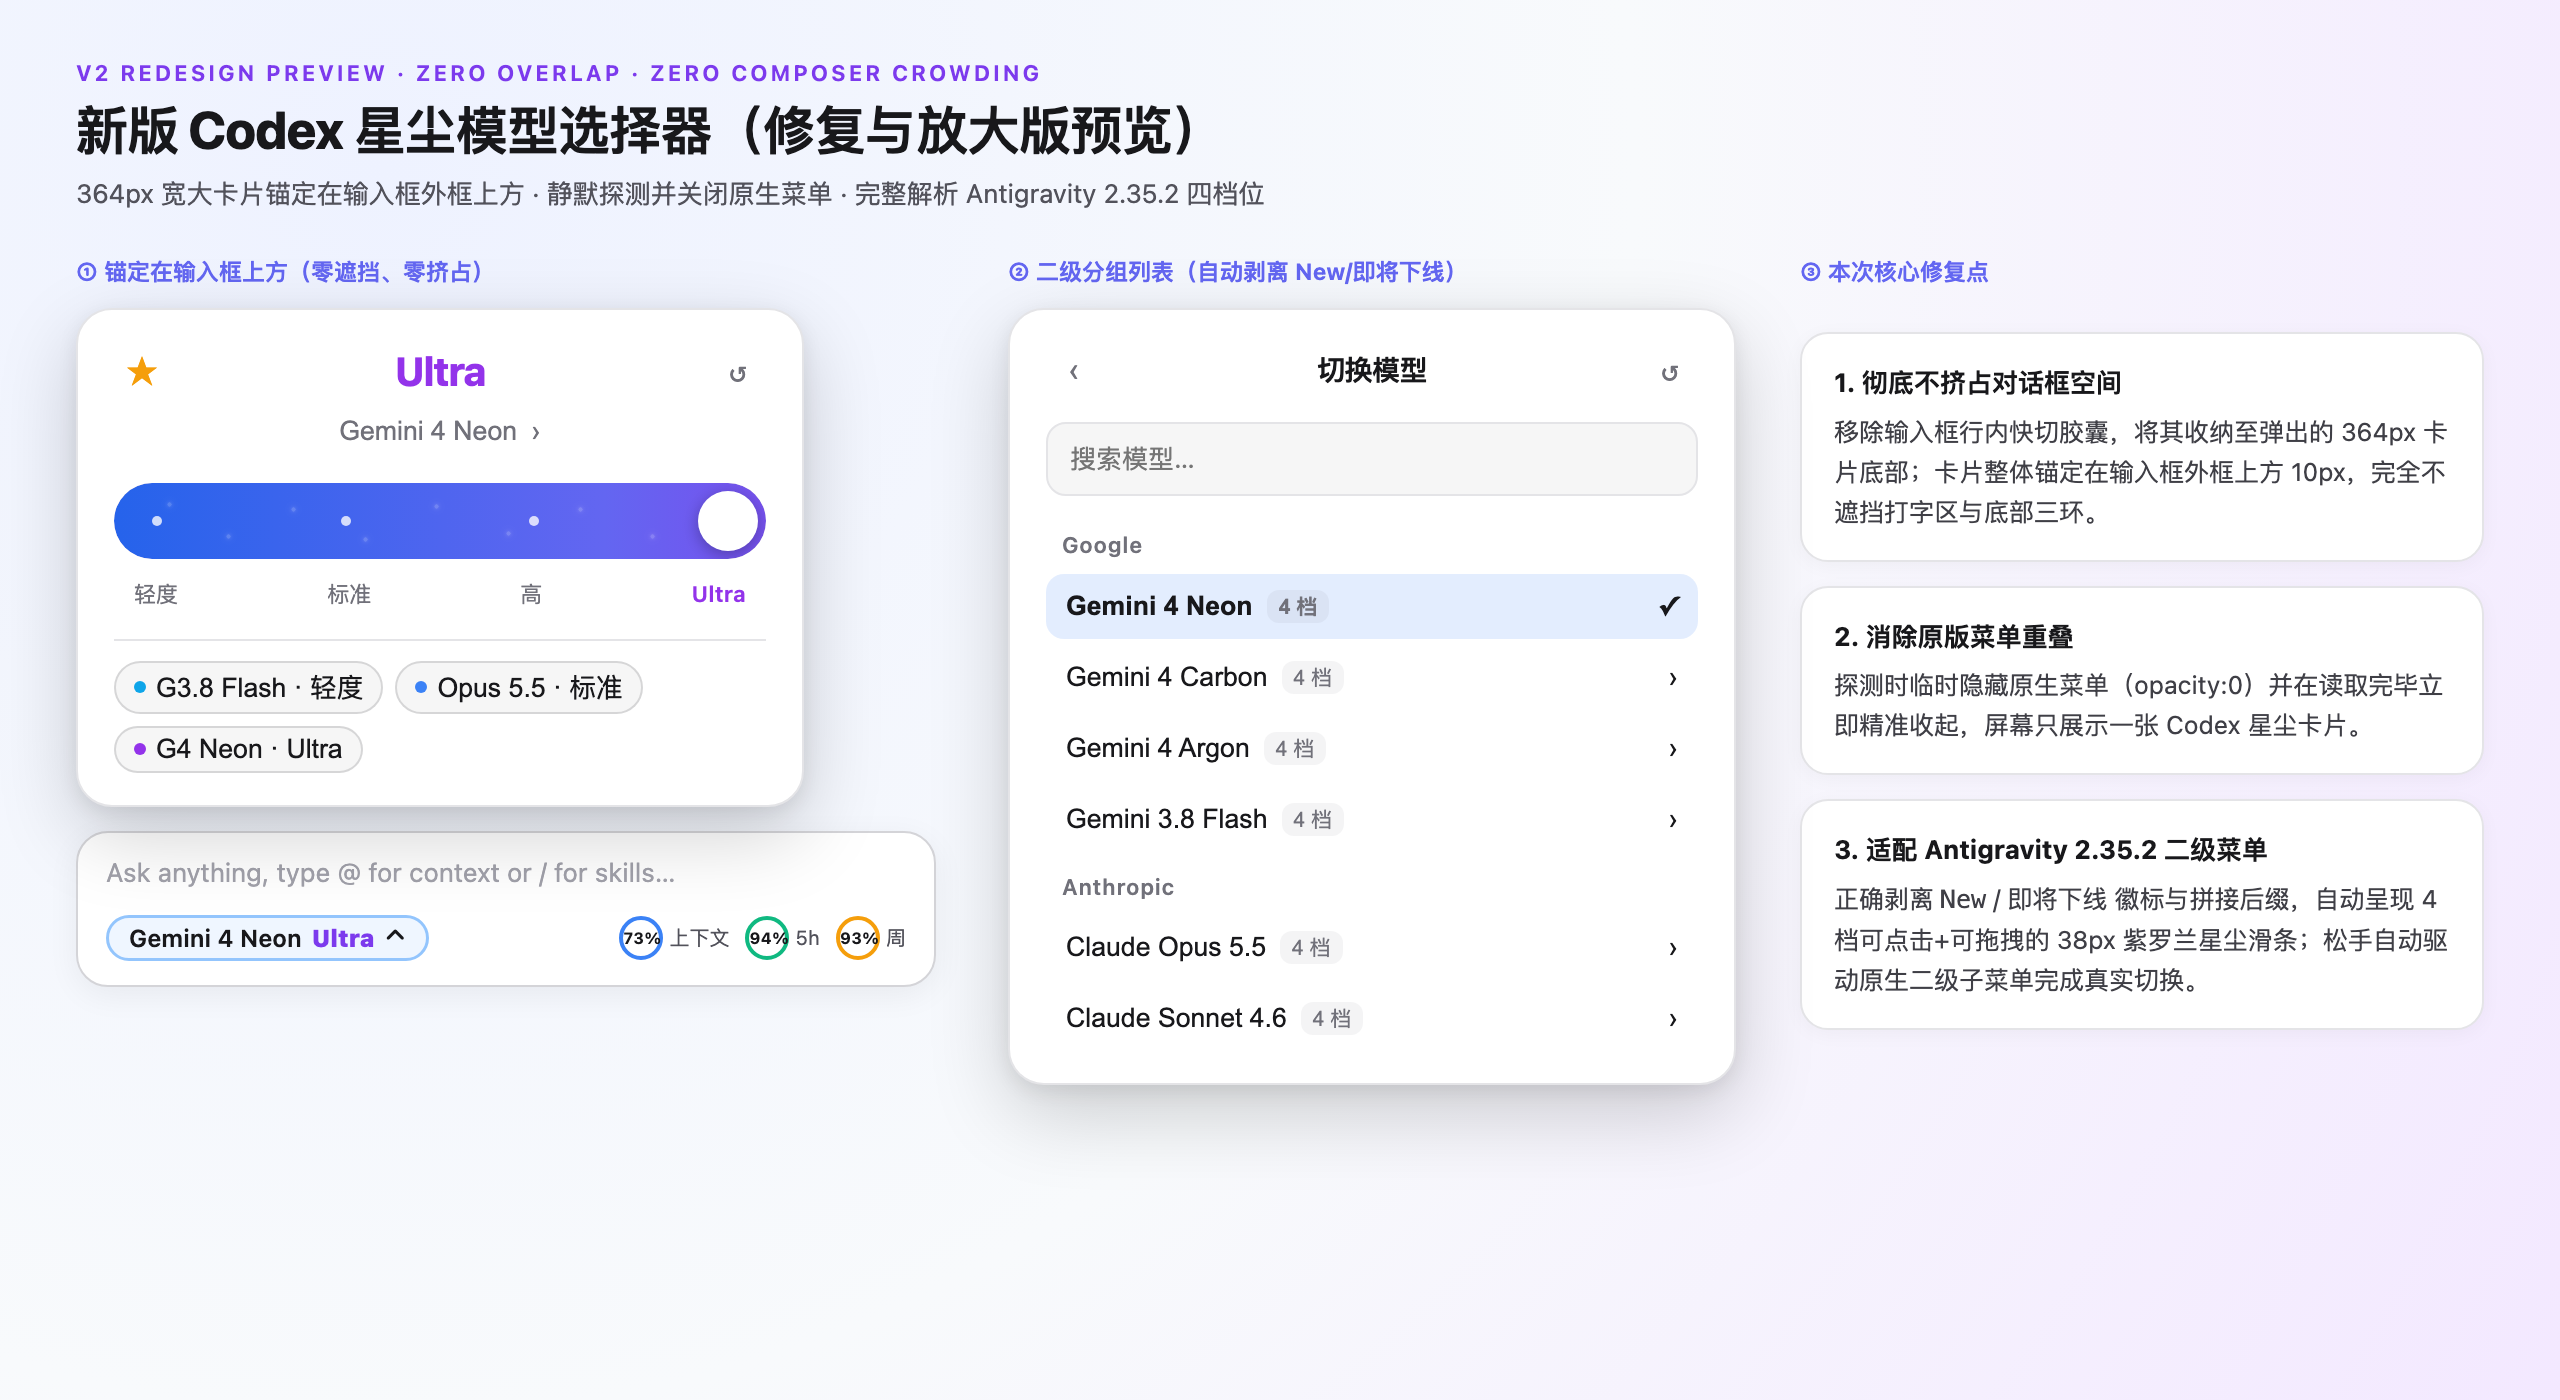 V2 REDESIGN PREVIEW · ZERO OVERLAP · ZERO COMPOSER CROWDING
新版 Codex 星尘模型选择器（修复与放大版预览）
364px 宽大卡片锚定在输入框外框上方 · 静默探测并关闭原生菜单 · 完整解析 Antigravity 2.35.2 四档位
① 锚定在输入框上方（零遮挡、零挤占）
★ Ultra ↺
Gemini 4 Neon ›
轻度 标准 高 Ultra
G3.8 Flash · 轻度 Opus 5.5 · 标准
G4 Neon · Ultra
Ask anything, type @ for context or / for skills...
Gemini 4 Neon Ultra ^ 73% 上下文 94% 5h 93% 周
② 二级分组列表（自动剥离 New/即将下线）
‹ 切换模型 ↺
搜索模型...
Google
Gemini 4 Neon 4 档 ✓
Gemini 4 Carbon 4 档 ›
Gemini 4 Argon 4 档 ›
Gemini 3.8 Flash 4 档 ›
Anthropic
Claude Opus 5.5 4 档 ›
Claude Sonnet 4.6 4 档 ›
③ 本次核心修复点
1. 彻底不挤占对话框空间
移除输入框行内快切胶囊，将其收纳至弹出的 364px 卡
片底部；卡片整体锚定在输入框外框上方 10px，完全不
遮挡打字区与底部三环。
2. 消除原版菜单重叠
探测时临时隐藏原生菜单（opacity:0）并在读取完毕立
即精准收起，屏幕只展示一张 Codex 星尘卡片。
3. 适配 Antigravity 2.35.2 二级菜单
正确剥离 New / 即将下线 徽标与拼接后缀，自动呈现 4
档可点击+可拖拽的 38px 紫罗兰星尘滑条；松手自动驱
动原生二级子菜单完成真实切换。